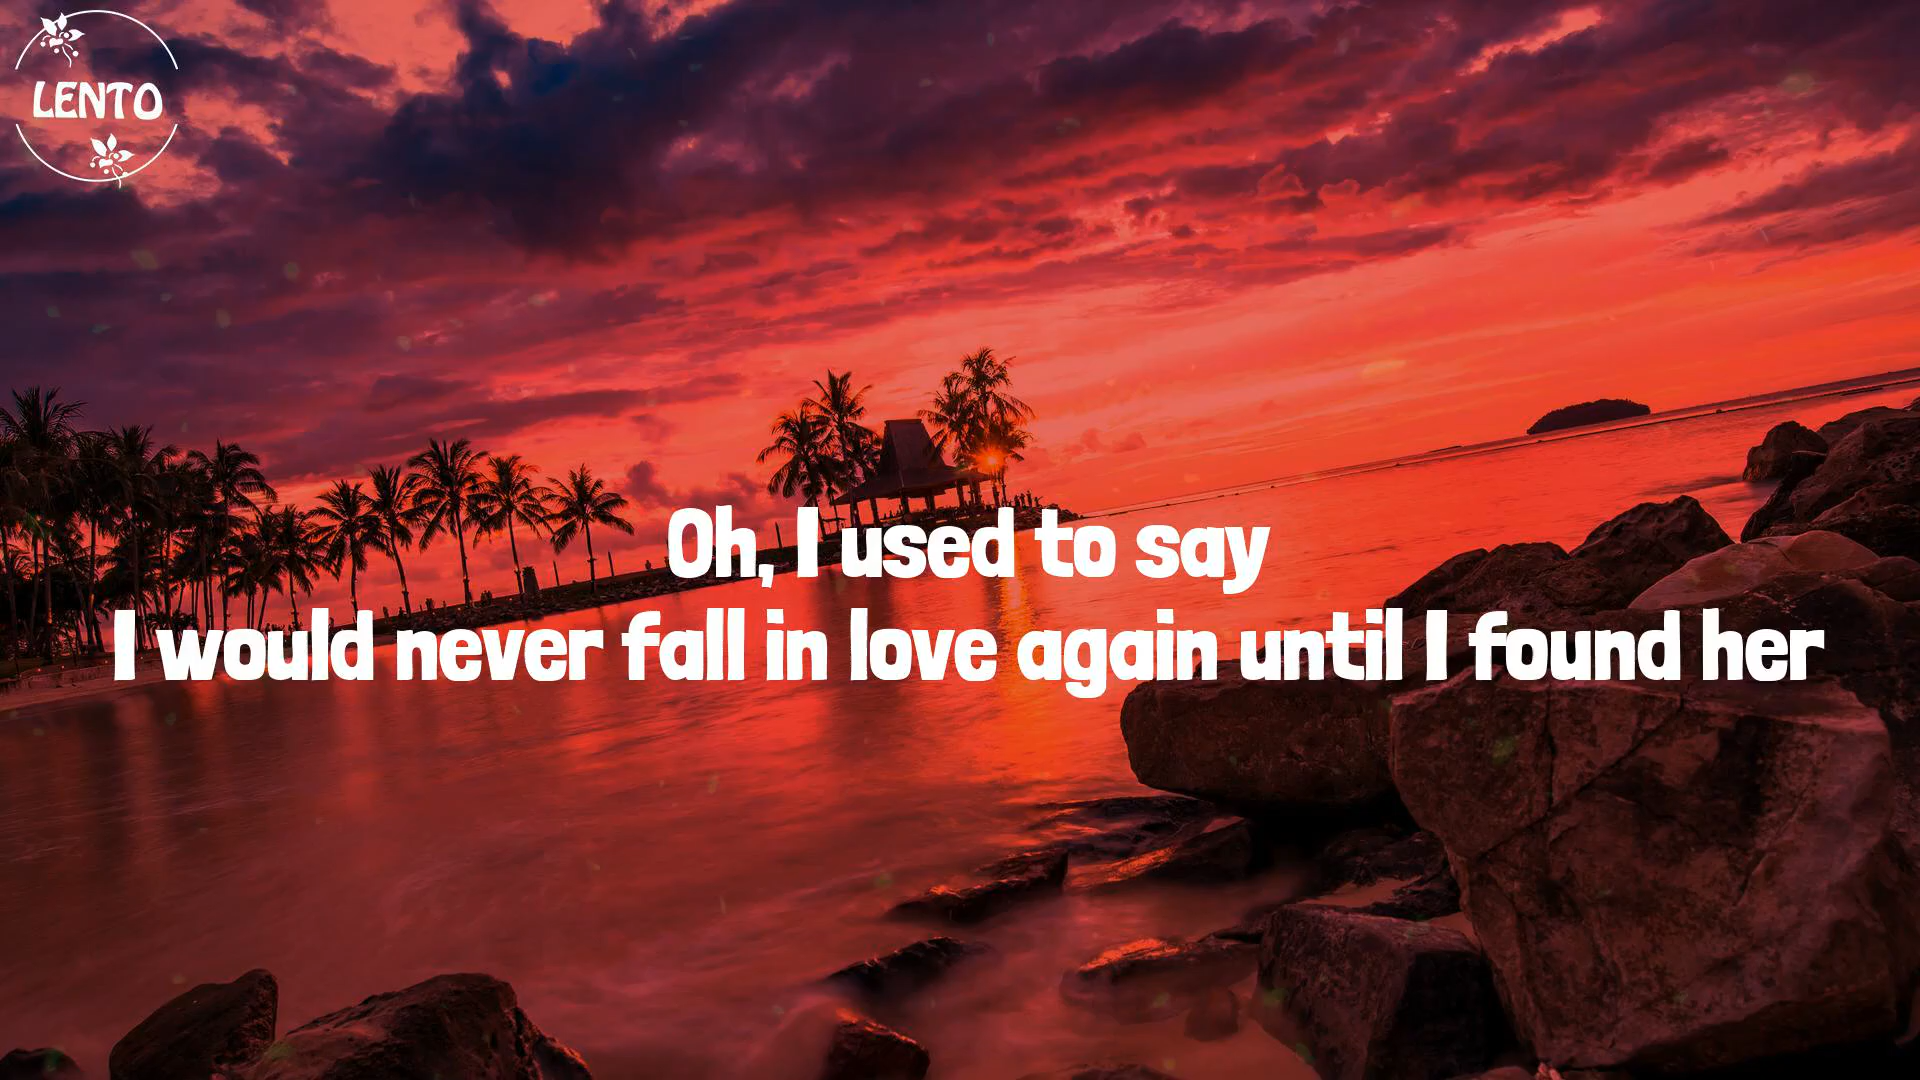 LENTO
Oh, I used to say
I would never fall in love again until I found her